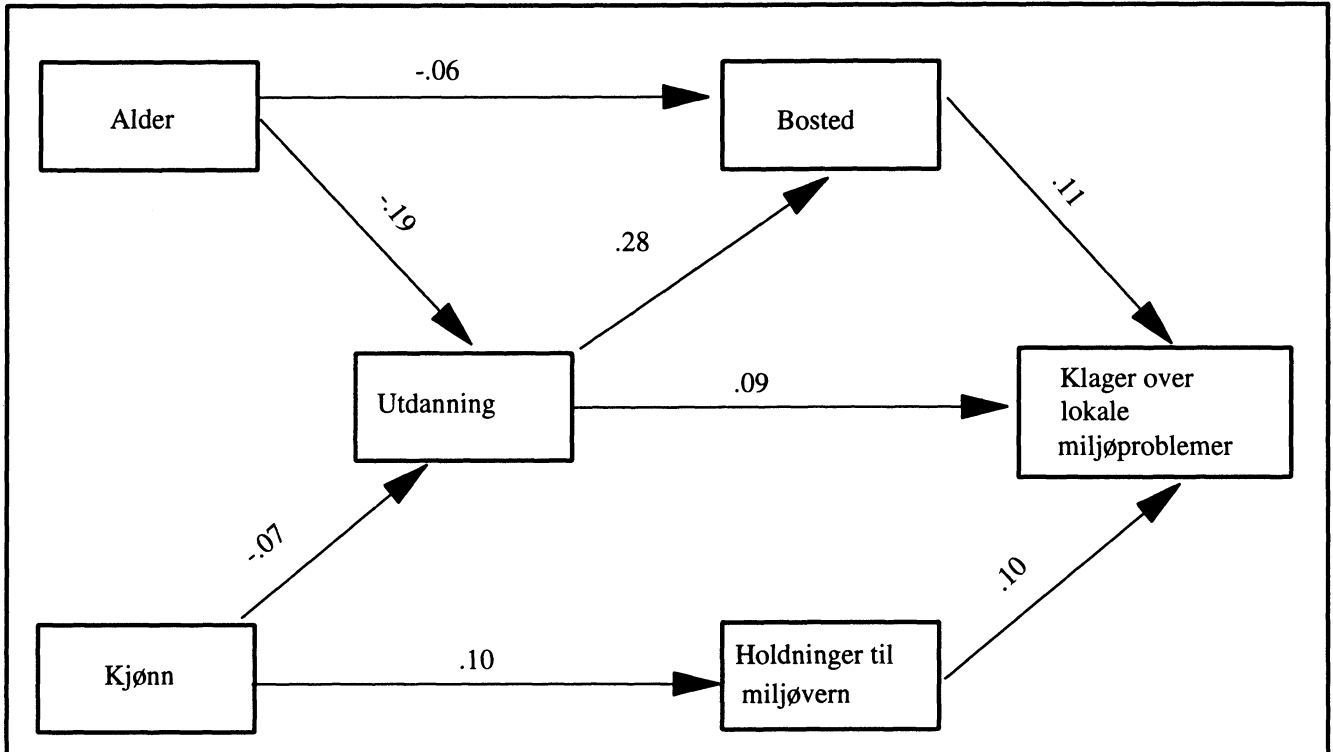 -.06
Alder
Bosted
-.19
.28
.11
Utdanning
.09
Klager over
lokale
miljøproblemer
-.07
.10
Kjønn
.10
Holdninger til
miljøvern